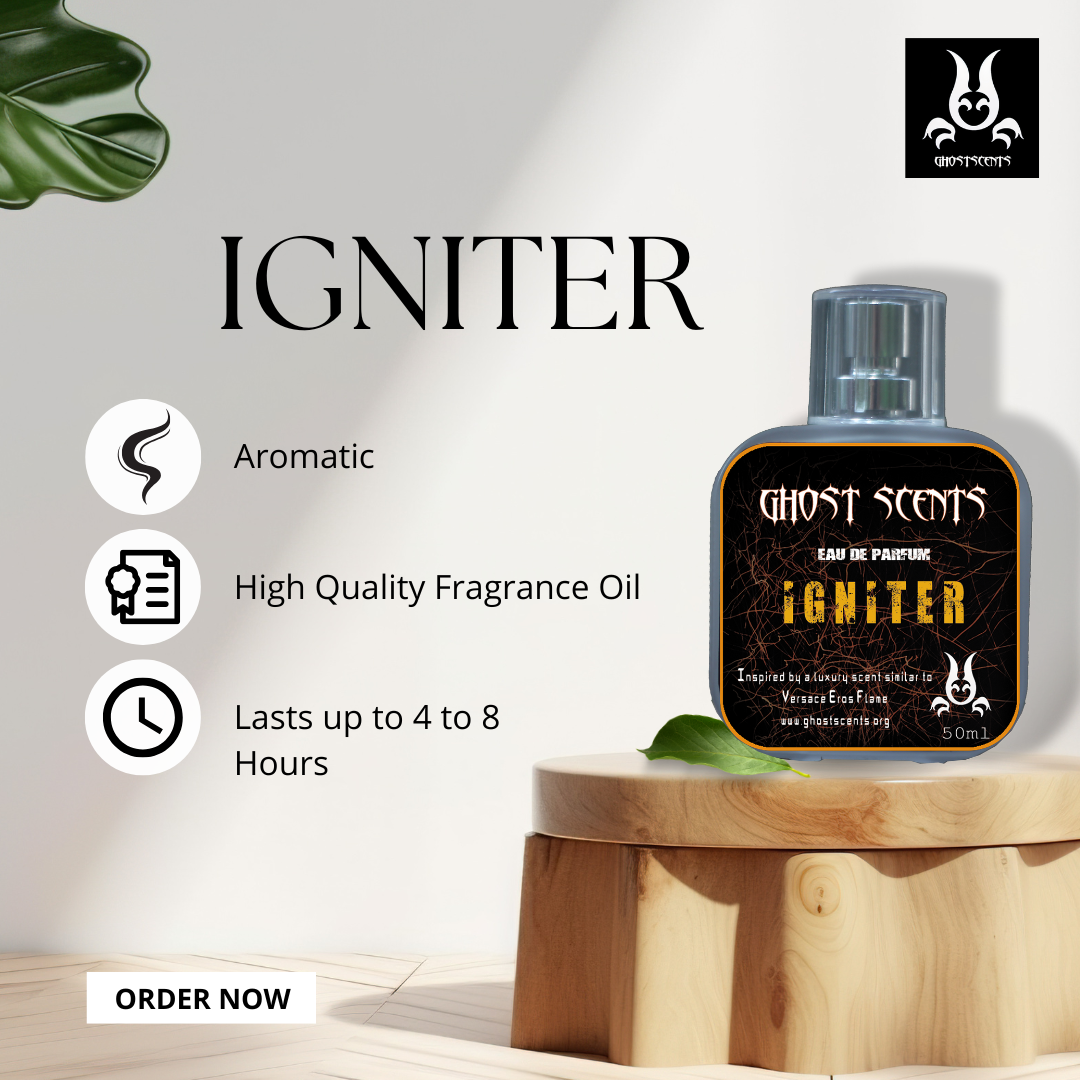 GHOSTSCENTS
IGNITER
Aromatic
High Quality Fragrance Oil
Lasts up to 4 to 8
Hours
GHOST SCENTS
EAU DE PARFUM
iGNiTER
Inspired by a luxury scent similar to
Versace Eros Flame
www.ghostscents.org
50ml
ORDER NOW